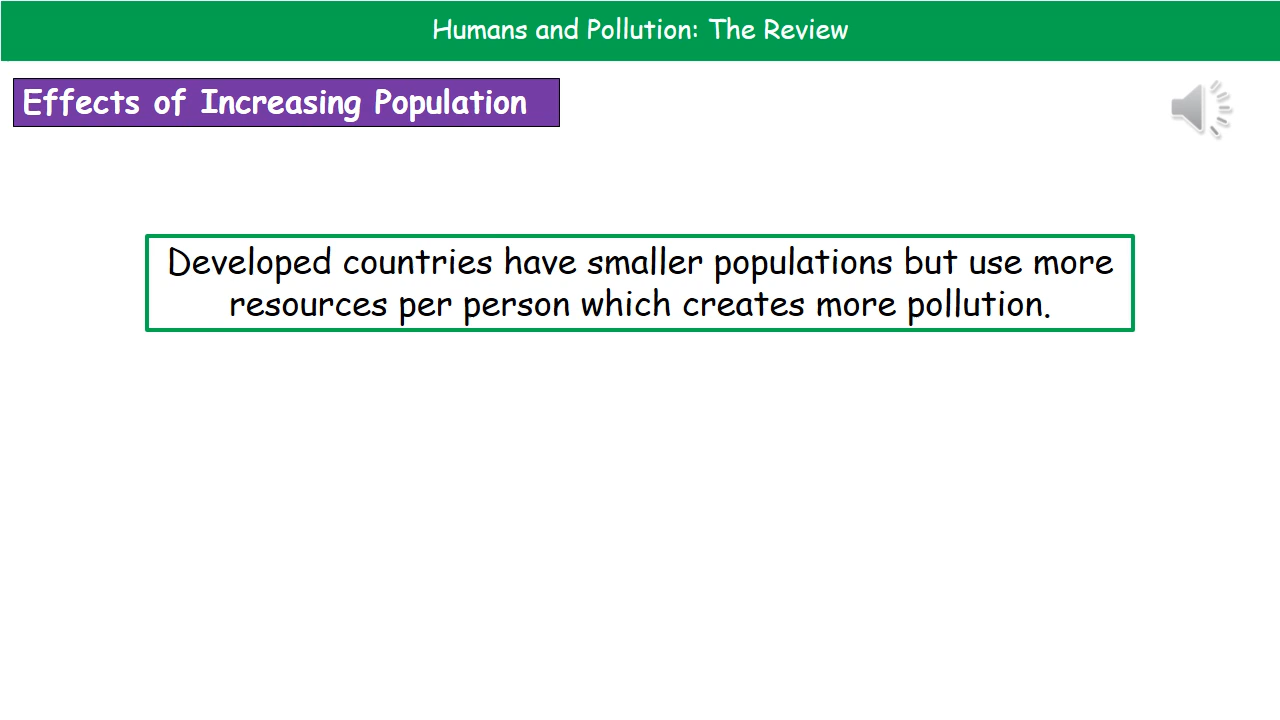 Humans and Pollution: The Review
Effects of Increasing Population
Developed countries have smaller populations but use more
resources per person which creates more pollution.